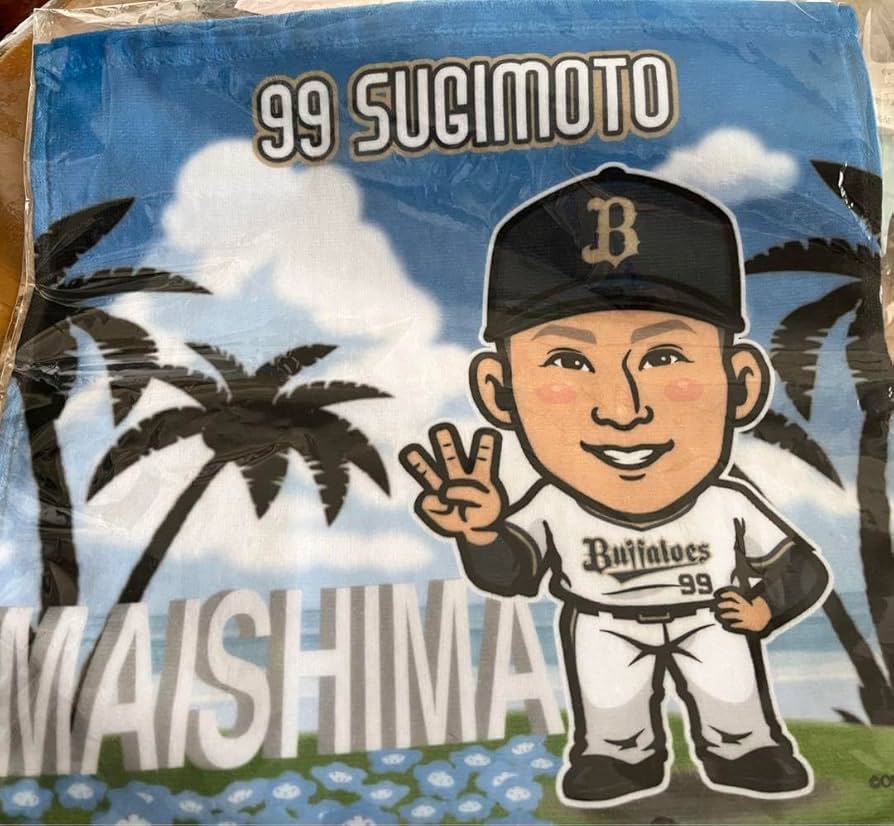 99 SUGIMOTO
B
Buffaloes
99
MAISHIMA